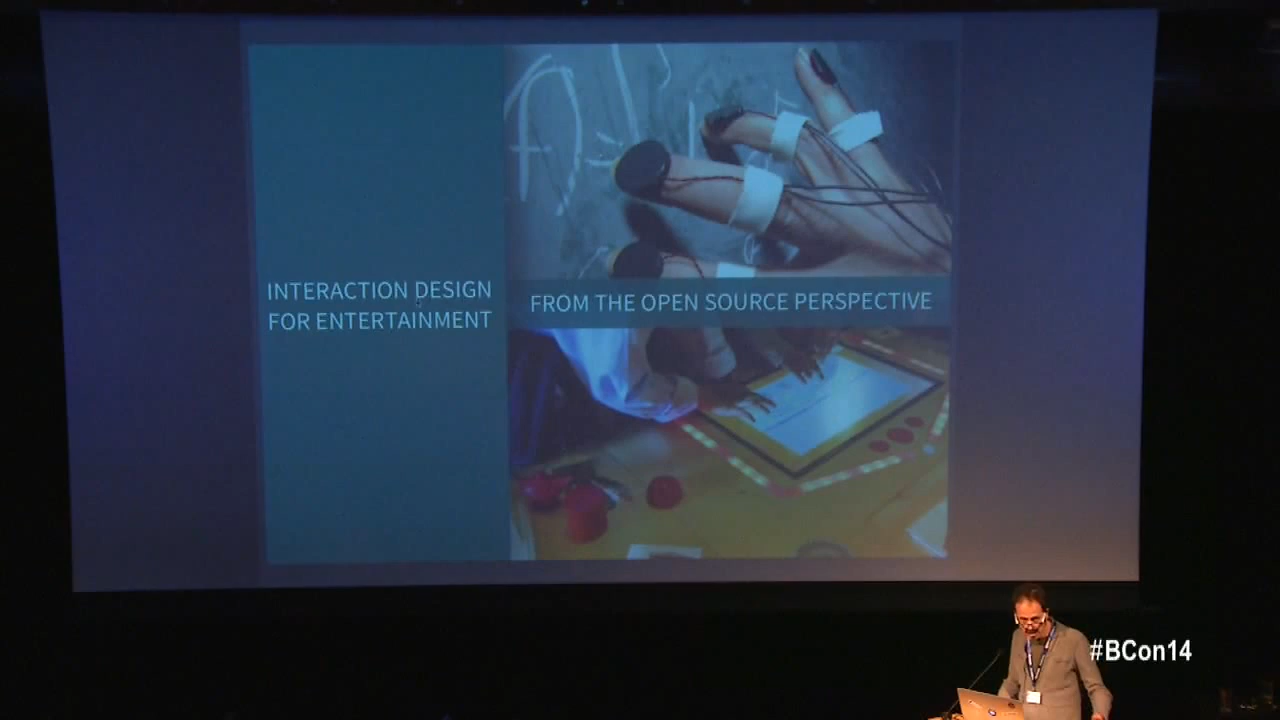 INTERACTION DESIGN
FOR ENTERTAINMENT
FROM THE OPEN SOURCE PERSPECTIVE
#BCon14